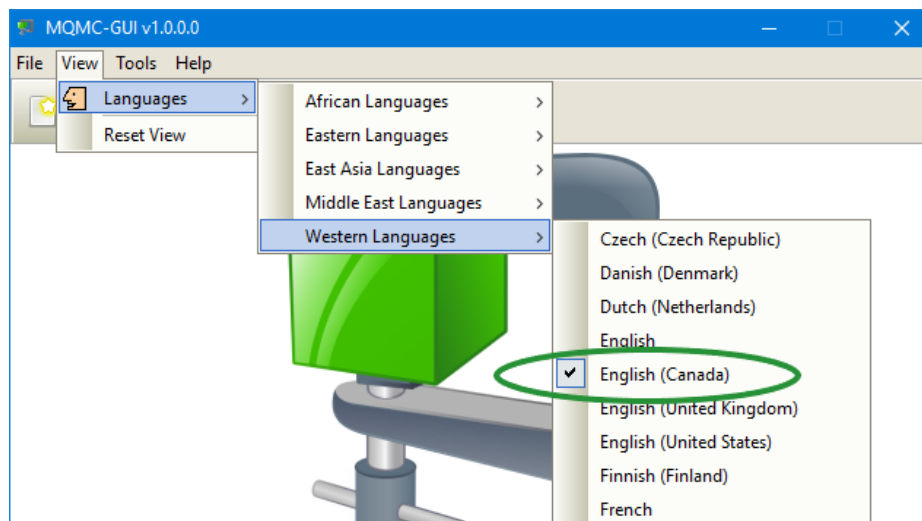 MQMC-GUI v1.0.0.0
File View Tools Help
Languages
Reset View
African Languages
Eastern Languages
East Asia Languages
Middle East Languages
Western Languages
Czech (Czech Republic)
Danish (Denmark)
Dutch (Netherlands)
English
English (Canada)
English (United Kingdom)
English (United States)
Finnish (Finland)
French